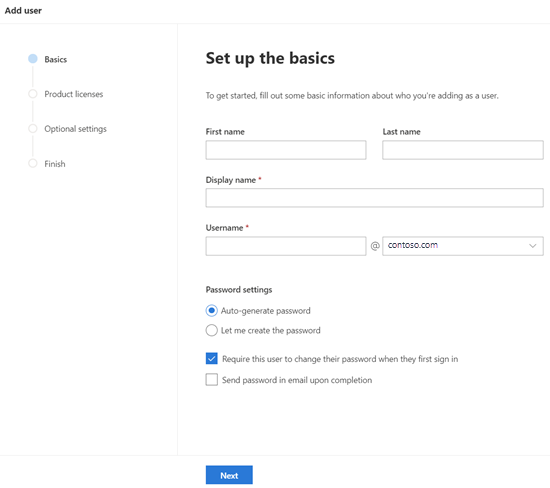 Add user
Basics
Product licenses
Optional settings
Finish
Set up the basics
To get started, fill out some basic information about who you're adding as a user.
First name Last name
Display name *
Username *
@ contoso.com
Password settings
Auto-generate password
Let me create the password
Require this user to change their password when they first sign in
Send password in email upon completion
Next